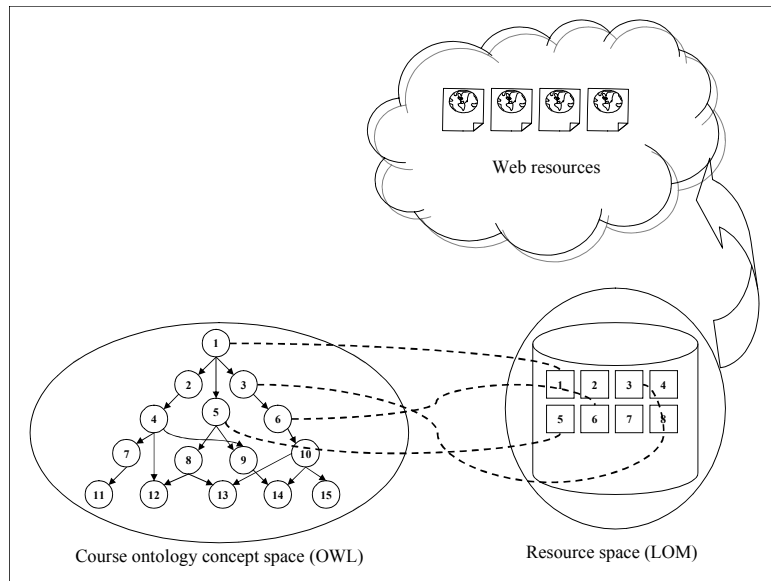 Web resources
1
2 3
4 5 6
7 8 9 10
11 12 13 14 15
1 2 3 4
5 6 7 8
Course ontology concept space (OWL)
Resource space (LOM)